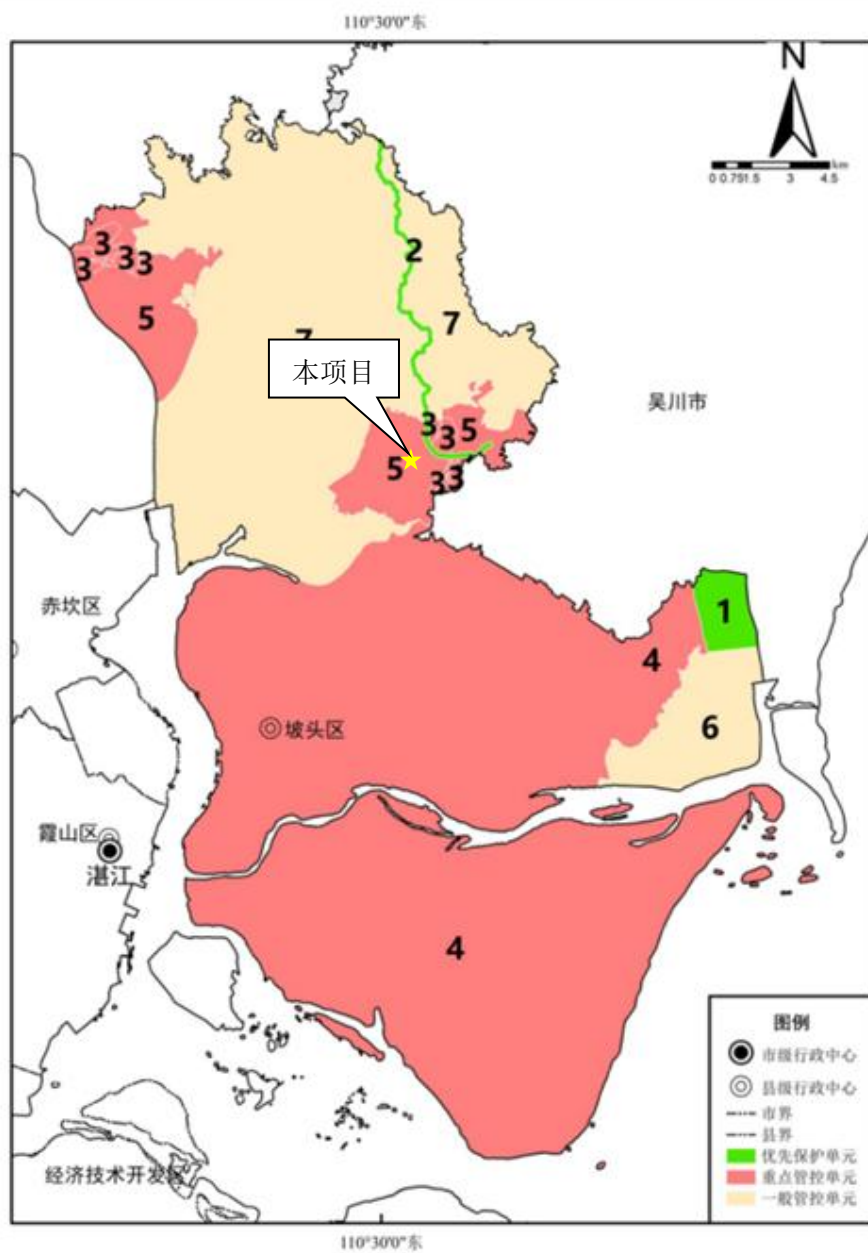 110°30'0"东
N
0 0.751.5 3 4.5 km
2
7
3
3
3
3
5
7
本项目
3
3
5
5
3
3
吴川市
1
赤坎区
4
6
坡头区
霞山区
湛江
4
图例
市级行政中心
县级行政中心
市界
县界
优先保护单元
重点管控单元
一般管控单元
经济技术开发区
110°30'0"东